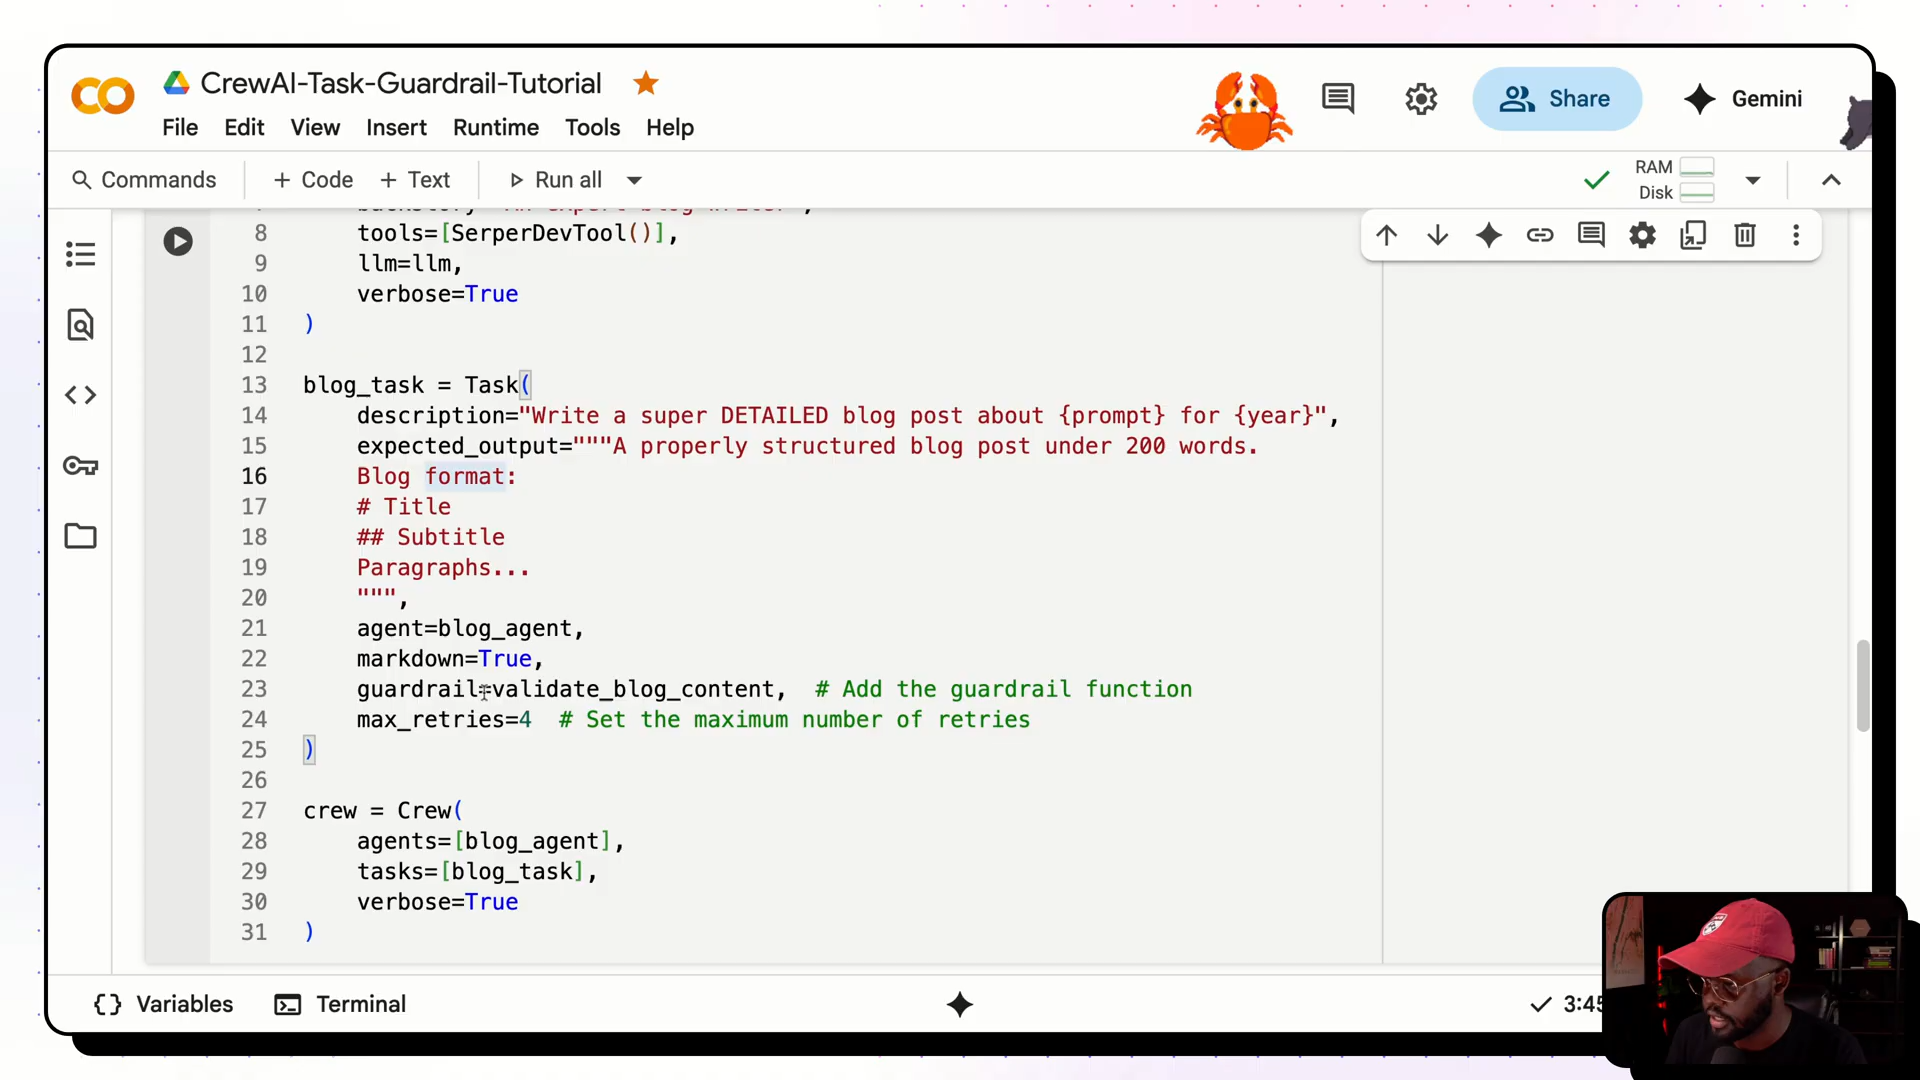 CrewAI-Task-Guardrail-Tutorial
Share
Gemini
File Edit View Insert Runtime Tools Help
Commands + Code + Text Run all
RAM
Disk
8 tools=[SerperDevTool()],
9 llm=llm,
10 verbose=True
11 )
12
13 blog_task = Task(
14 description="Write a super DETAILED blog post about {prompt} for {year}",
15 expected_output="""A properly structured blog post under 200 words.
16 Blog format:
17 # Title
18 ## Subtitle
19 Paragraphs...
20 """,
21 agent=blog_agent,
22 markdown=True,
23 guardrail=validate_blog_content, # Add the guardrail function
24 max_retries=4 # Set the maximum number of retries
25 )
26
27 crew = Crew(
28 agents=[blog_agent],
29 tasks=[blog_task],
30 verbose=True
31 )
{} Variables Terminal
3:45